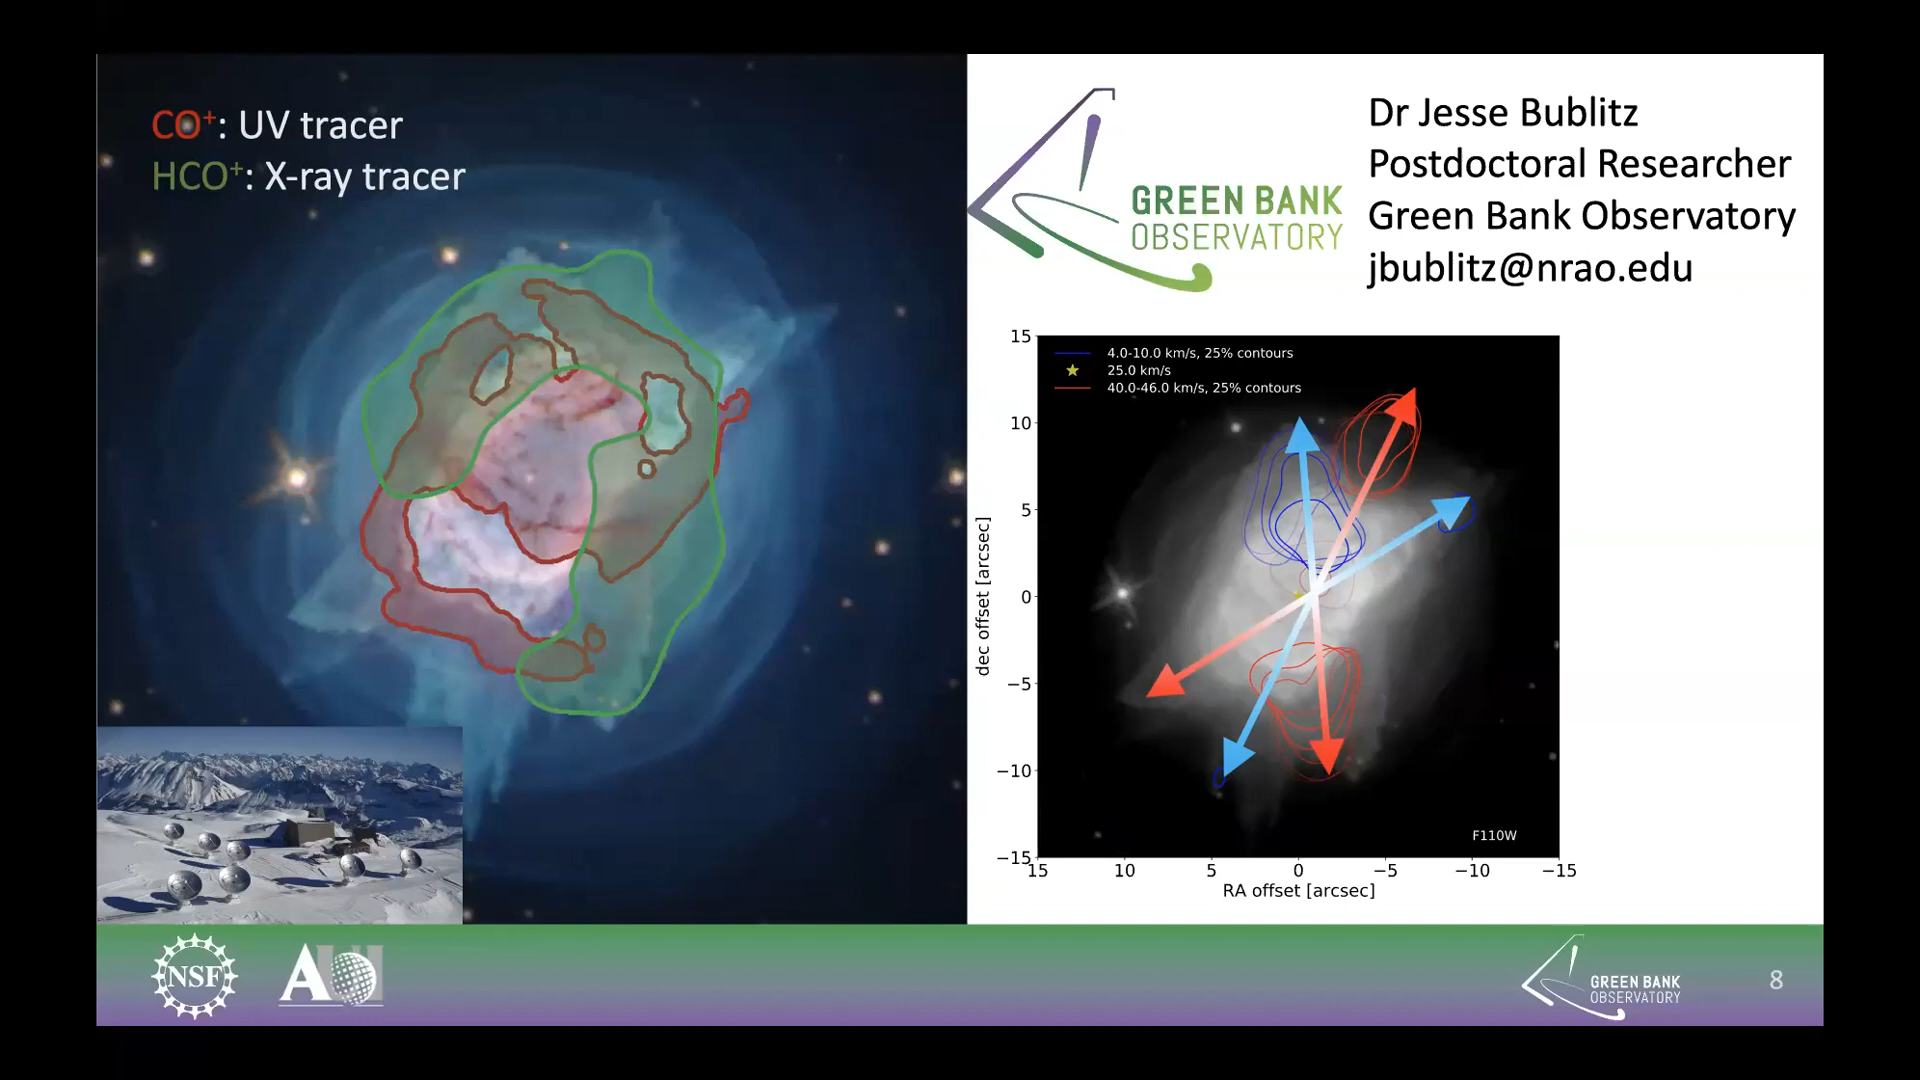 CO⁺: UV tracer
HCO⁺: X-ray tracer
GREEN BANK
OBSERVATORY
Dr Jesse Bublitz
Postdoctoral Researcher
Green Bank Observatory
jbublitz@nrao.edu
4.0-10.0 km/s, 25% contours
25.0 km/s
40.0-46.0 km/s, 25% contours
15
10
5
0
−5
−10
−15
dec offset [arcsec]
F110W
15 10 5 0 −5 −10 −15
RA offset [arcsec]
NSF
AUI
GREEN BANK
OBSERVATORY
8